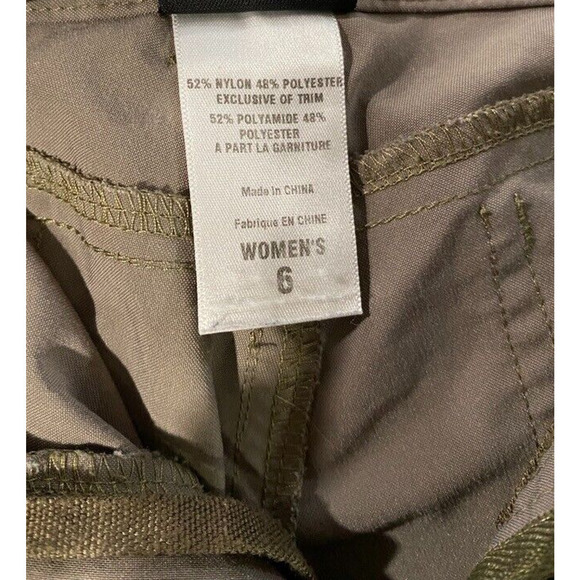 52% NYLON 48% POLYESTER
EXCLUSIVE OF TRIM
52% POLYAMIDE 48%
POLYESTER
A PART LA GARNITURE
Made in CHINA
Fabrique EN CHINE
WOMEN'S
6